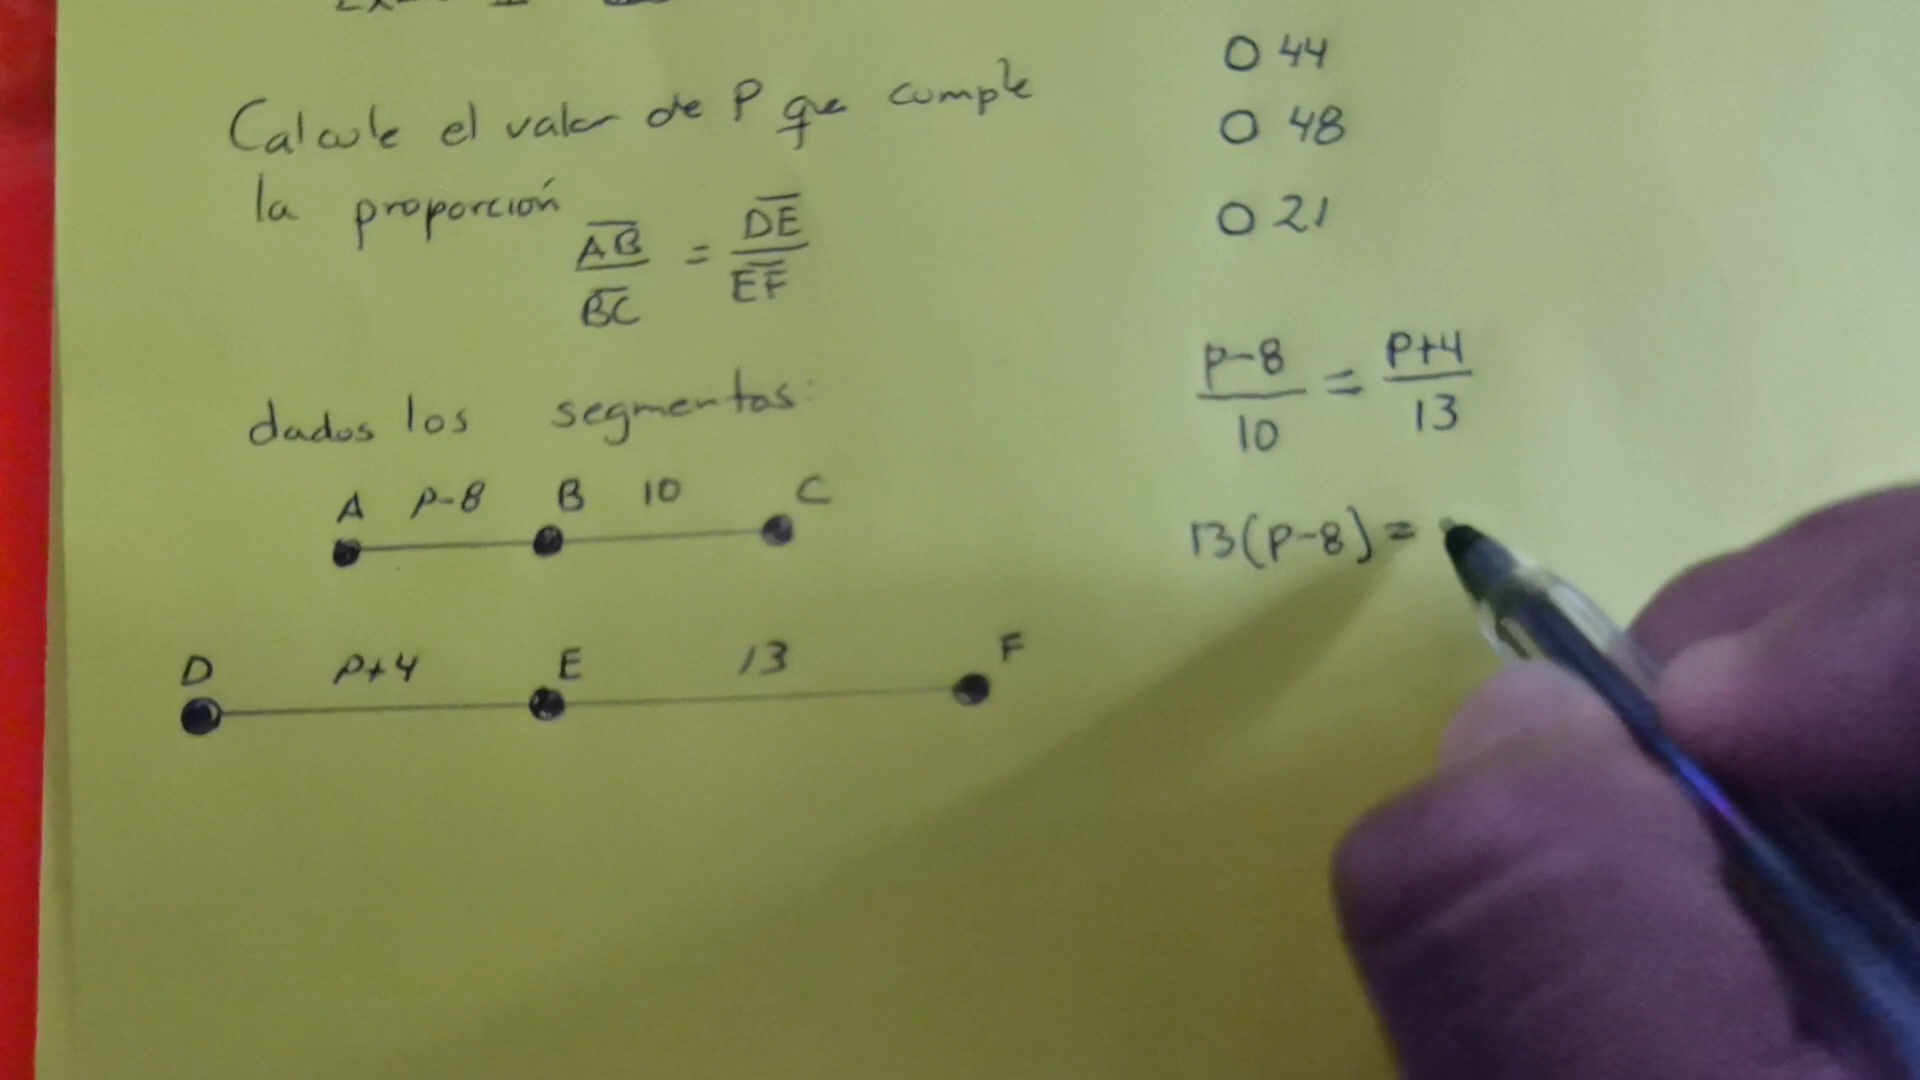 Calcule el valor de P que cumple
la proporción
AB/BC = DE/EF
dados los segmentos:
A P-8 B 10 C
D P+4 E 13 F
O 44
O 48
O 21
P-8/10 = P+4/13
13(P-8)=